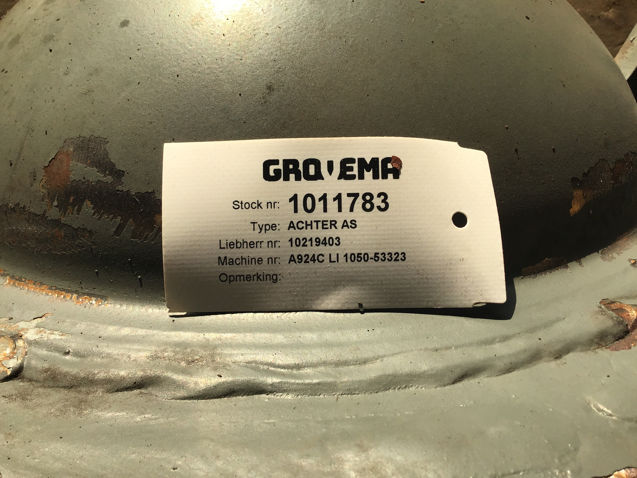 GROVEMA
Stock nr: 1011783
Type: ACHTER AS
Liebherr nr: 10219403
Machine nr: A924C LI 1050-53323
Opmerking: